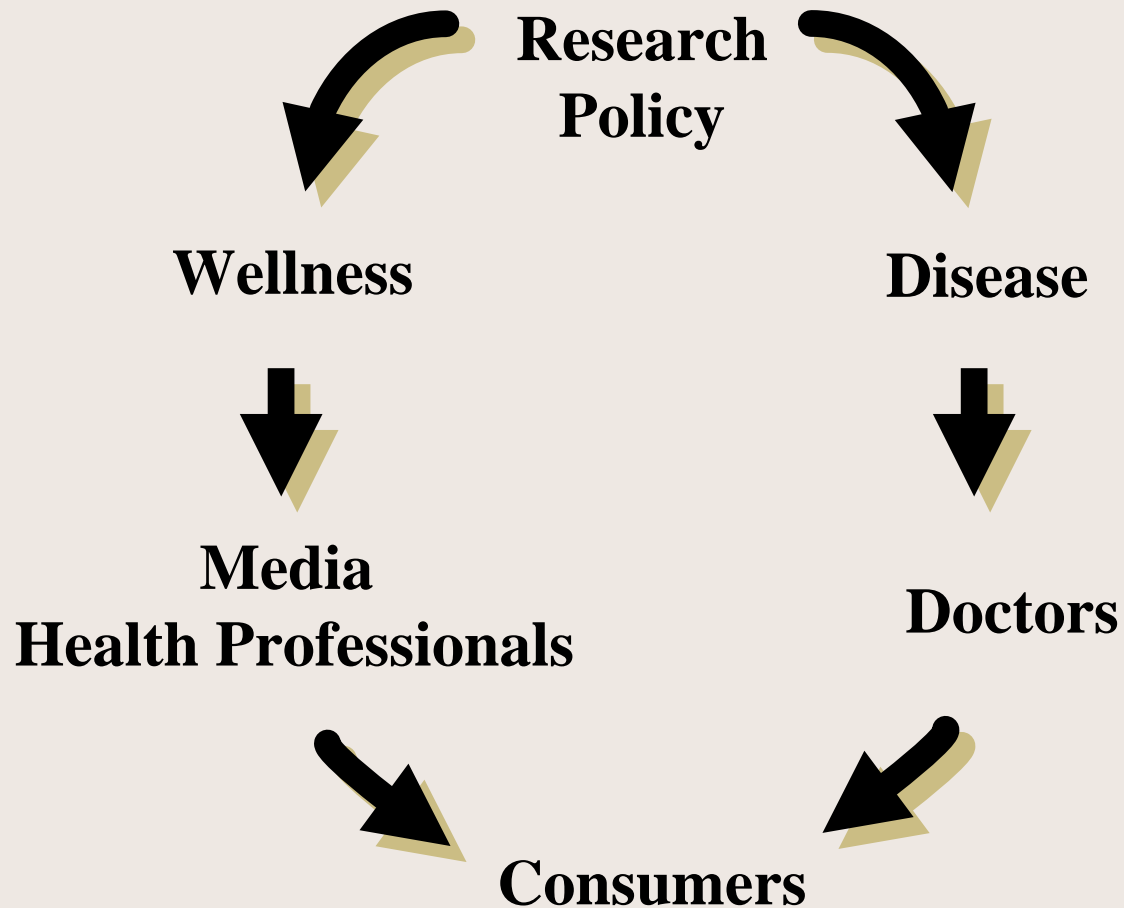 Research
Policy
Wellness
Disease
Media
Health Professionals
Doctors
Consumers